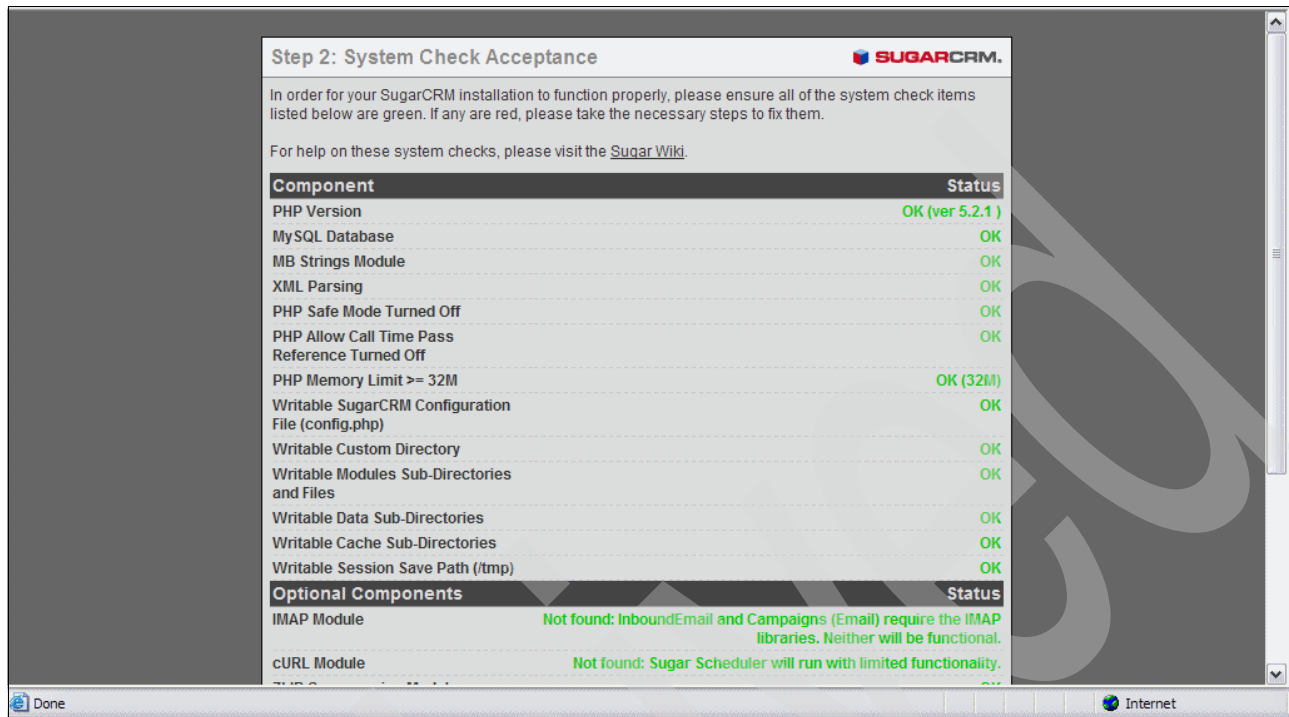 Step 2: System Check Acceptance SUGARCRM.
In order for your SugarCRM installation to function properly, please ensure all of the system check items
listed below are green. If any are red, please take the necessary steps to fix them.
For help on these system checks, please visit the Sugar Wiki.
Component Status
PHP Version OK (ver 5.2.1 )
MySQL Database OK
MB Strings Module OK
XML Parsing OK
PHP Safe Mode Turned Off OK
PHP Allow Call Time Pass OK
Reference Turned Off
PHP Memory Limit >= 32M OK (32M)
Writable SugarCRM Configuration OK
File (config.php)
Writable Custom Directory OK
Writable Modules Sub-Directories OK
and Files
Writable Data Sub-Directories OK
Writable Cache Sub-Directories OK
Writable Session Save Path (/tmp) OK
Optional Components Status
IMAP Module Not found: InboundEmail and Campaigns (Email) require the IMAP
libraries. Neither will be functional.
cURL Module Not found: Sugar Scheduler will run with limited functionality.
Done Internet